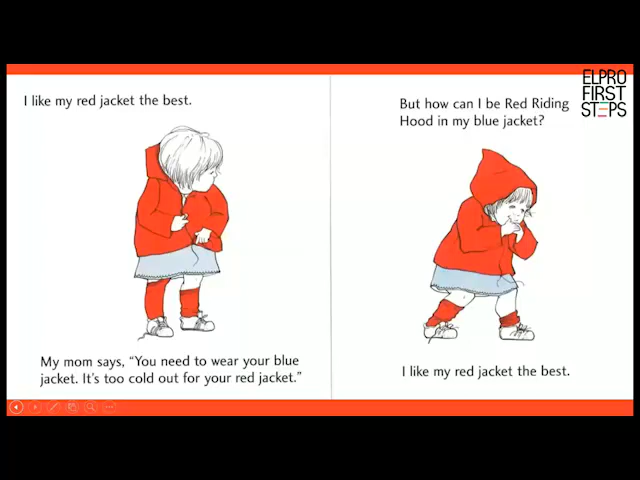 I like my red jacket the best.
My mom says, "You need to wear your blue
jacket. It's too cold out for your red jacket."
But how can I be Red Riding
Hood in my blue jacket?
I like my red jacket the best.
ELPRO
FIRST
STEPS